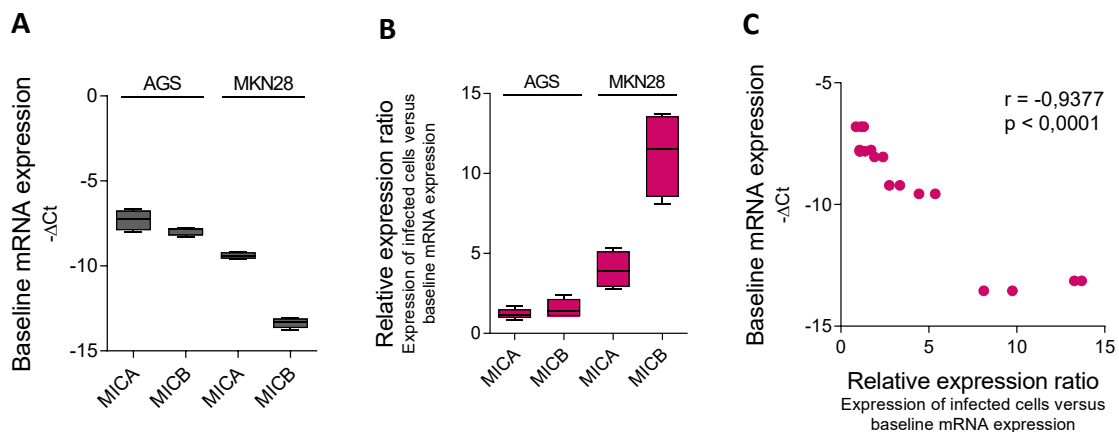 A
Baseline mRNA expression
-ΔCt
AGS
MKN28
0
-5
-10
-15
MICA
MICB
MICA
MICB
B
Relative expression ratio
Expression of infected cells versus
baseline mRNA expression
AGS
MKN28
15
10
5
0
MICA
MICB
MICA
MICB
C
Baseline mRNA expression
-ΔCt
-5
-10
-15
r = -0,9377
p < 0,0001
0
5
10
15
Relative expression ratio
Expression of infected cells versus
baseline mRNA expression